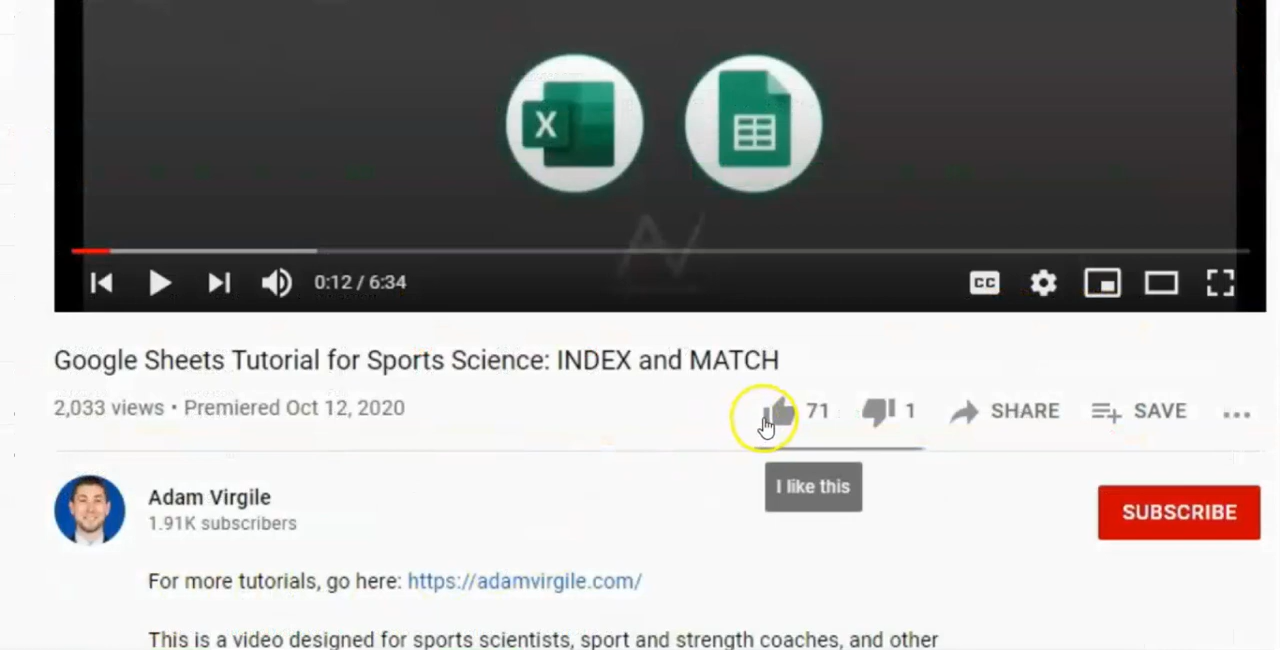 X
AV
0:12 / 6:34
CC
Google Sheets Tutorial for Sports Science: INDEX and MATCH
2,033 views • Premiered Oct 12, 2020
71 1 SHARE SAVE ...
I like this
Adam Virgile
1.91K subscribers
SUBSCRIBE
For more tutorials, go here: https://adamvirgile.com/
This is a video designed for sports scientists, sport and strength coaches, and other